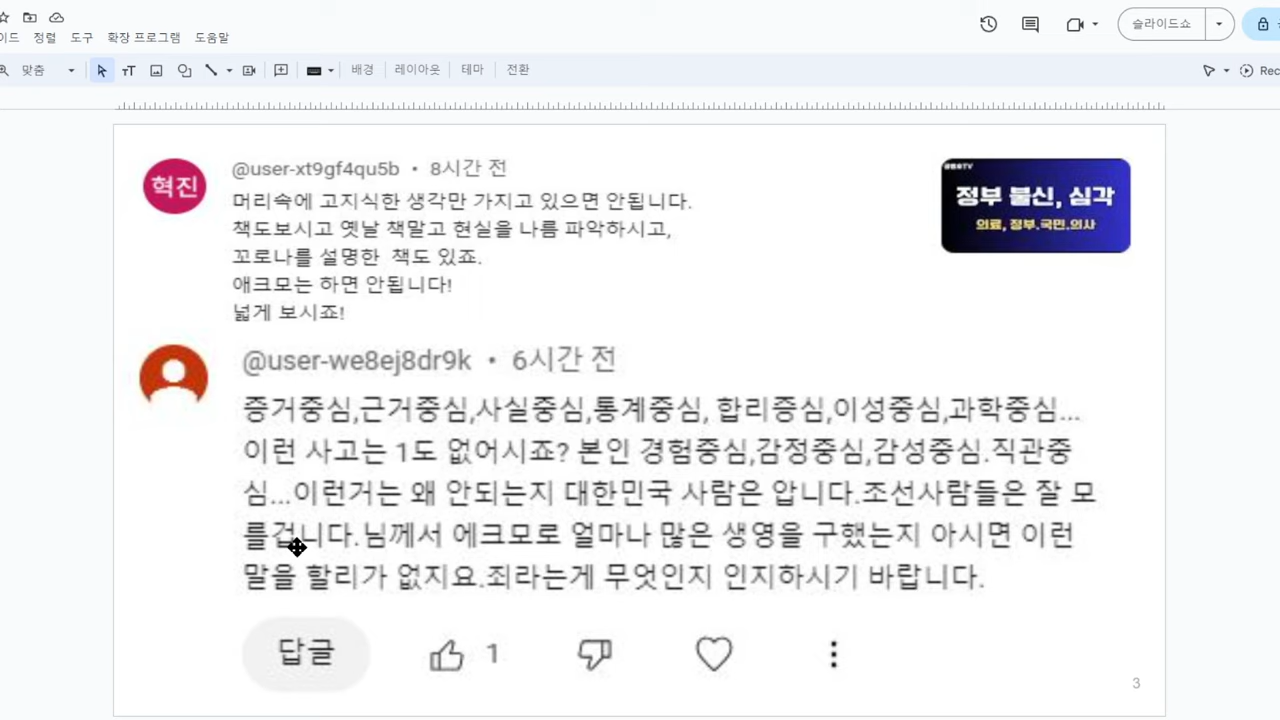 슬라이드쇼
이드 정렬 도구 확장 프로그램 도움말
맞춤 배경 레이아웃 테마 전환 Rec
혁진
@user-xt9gf4qu5b • 8시간 전
머리속에 고지식한 생각만 가지고 있으면 안됩니다.
책도보시고 옛날 책말고 현실을 나름 파악하시고,
꼬로나를 설명한 책도 있죠.
애크모는 하면 안됩니다!
넓게 보시죠!
정부 불신, 심각
의료, 정부.국민.의사
@user-we8ej8dr9k • 6시간 전
증거중심,근거중심,사실중심,통계중심, 합리증심,이성중심,과학중심...
이런 사고는 1도 없어시죠? 본인 경험중심,감정중심,감성중심.직관중
심...이런거는 왜 안되는지 대한민국 사람은 압니다.조선사람들은 잘 모
를겁니다.님께서 에크모로 얼마나 많은 생영을 구했는지 아시면 이런
말을 할리가 없지요.죄라는게 무엇인지 인지하시기 바랍니다.
답글 1
3